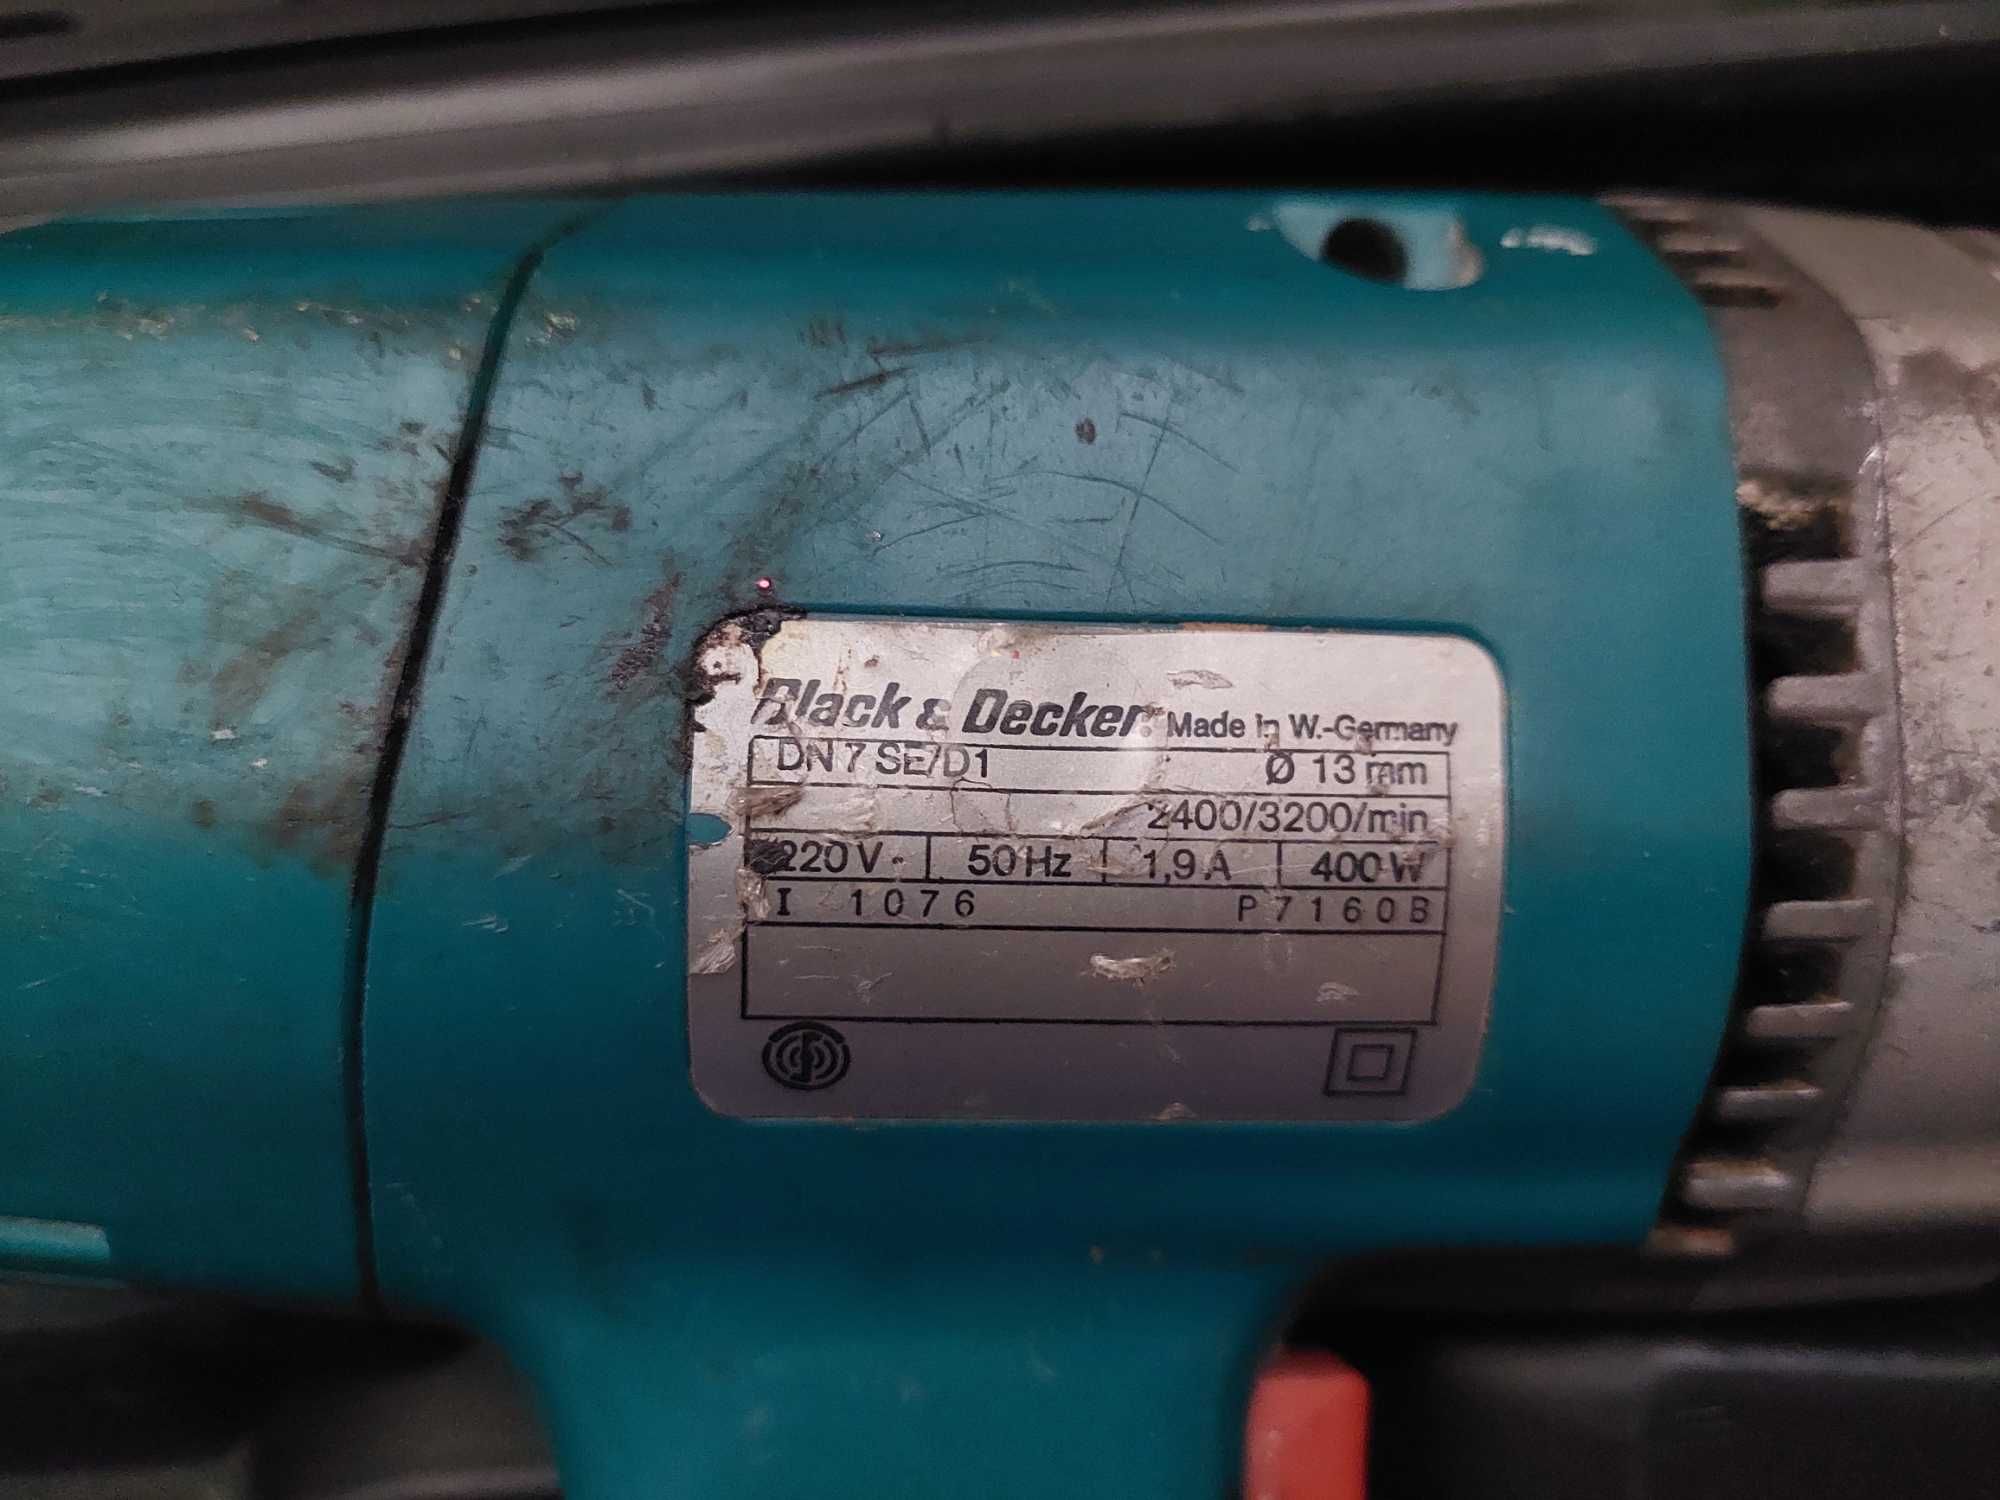 Black & Decker. Made in W.-Germany
DN 7 SE/D1 Ø 13 mm
2400/3200/min
220 V~ 50 Hz 1,9 A 400 W
I 1076 P7160B